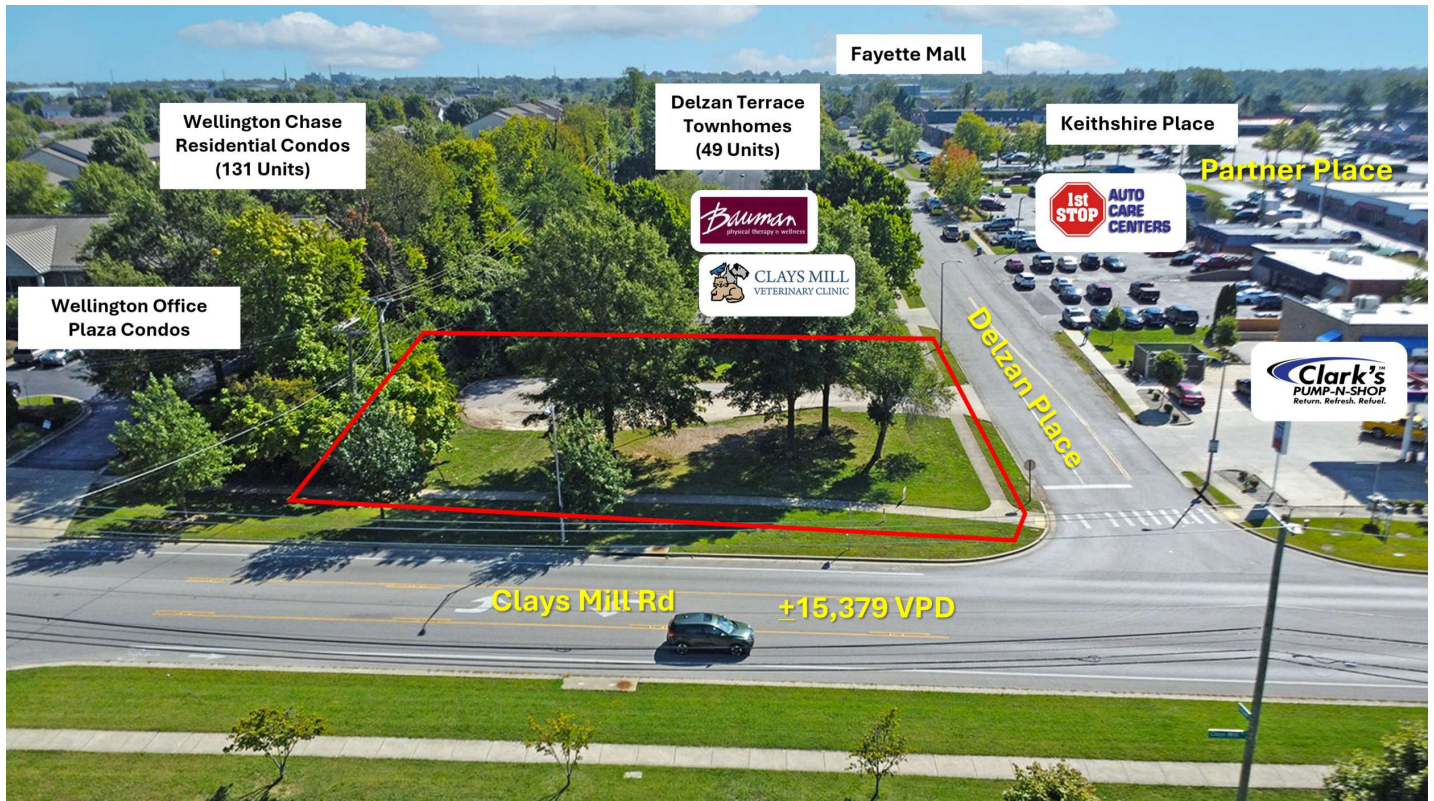 Fayette Mall
Wellington Chase
Residential Condos
(131 Units)
Delzan Terrace
Townhomes
(49 Units)
Keithshire Place
Partner Place
1st
STOP
AUTO
CARE
CENTERS
Bauman
physical therapy n wellness
CLAYS MILL
VETERINARY CLINIC
Wellington Office
Plaza Condos
Delzan Place
Clark's
PUMP-N-SHOP
Return. Refresh. Refuel.
Clays Mill Rd
±15,379 VPD
Clays Mill